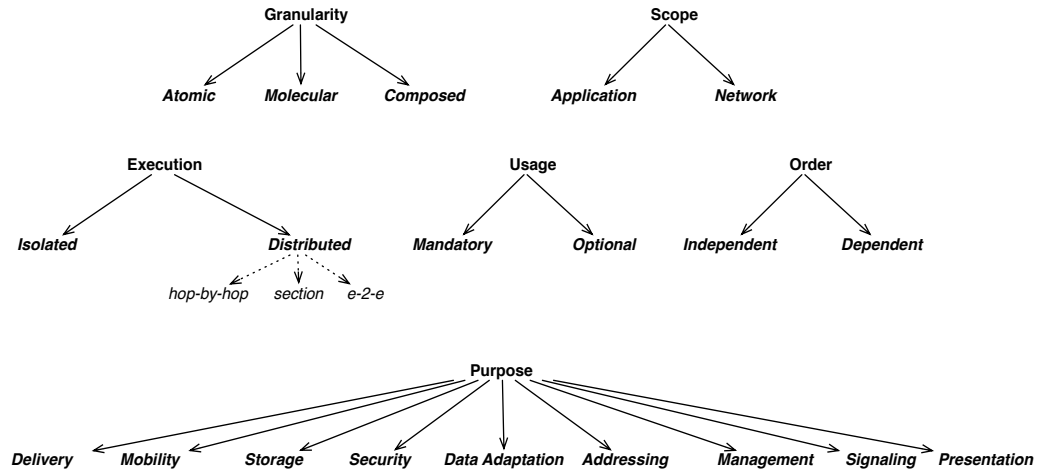 Granularity Scope
Atomic Molecular Composed Application Network
Execution Usage Order
Isolated Distributed Mandatory Optional Independent Dependent
hop-by-hop section e-2-e
Purpose
Delivery Mobility Storage Security Data Adaptation Addressing Management Signaling Presentation